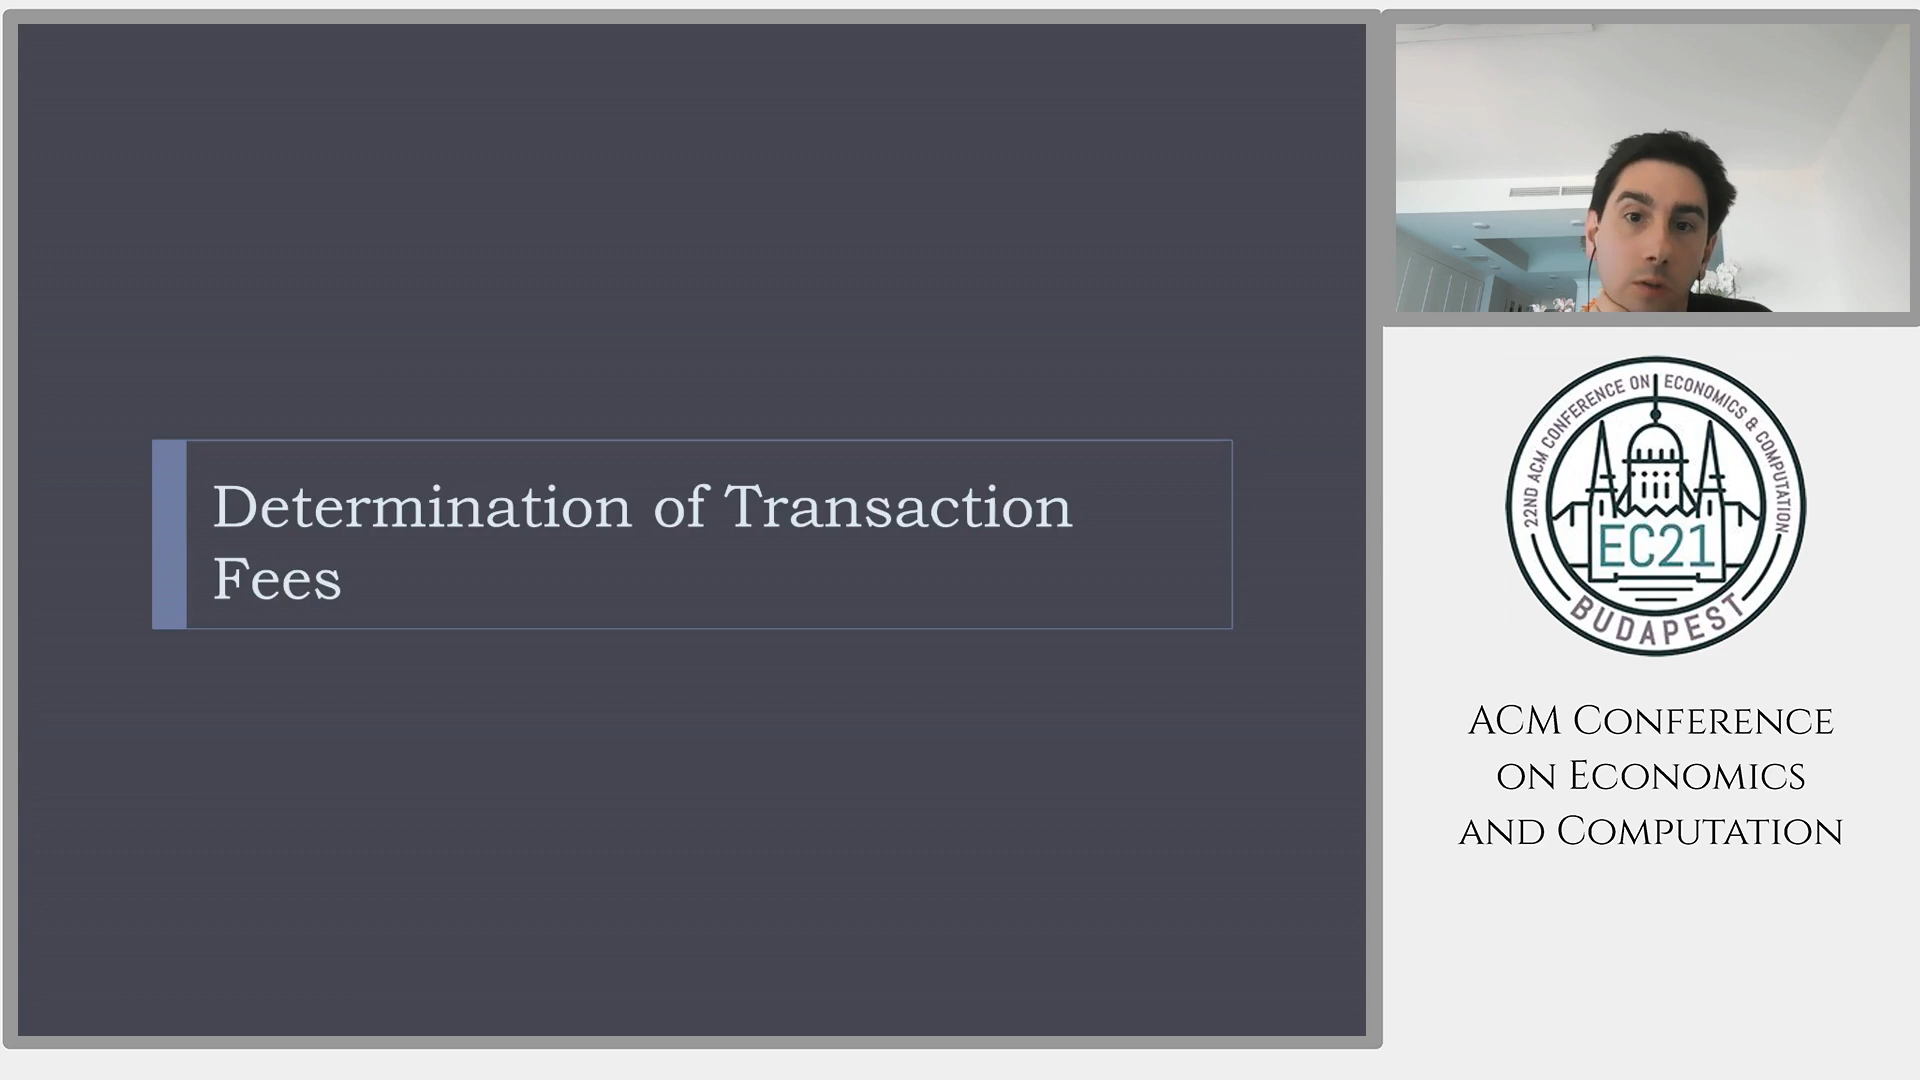 Determination of Transaction
Fees
22ND ACM CONFERENCE ON ECONOMICS & COMPUTATION
EC21
BUDAPEST
ACM CONFERENCE
ON ECONOMICS
AND COMPUTATION